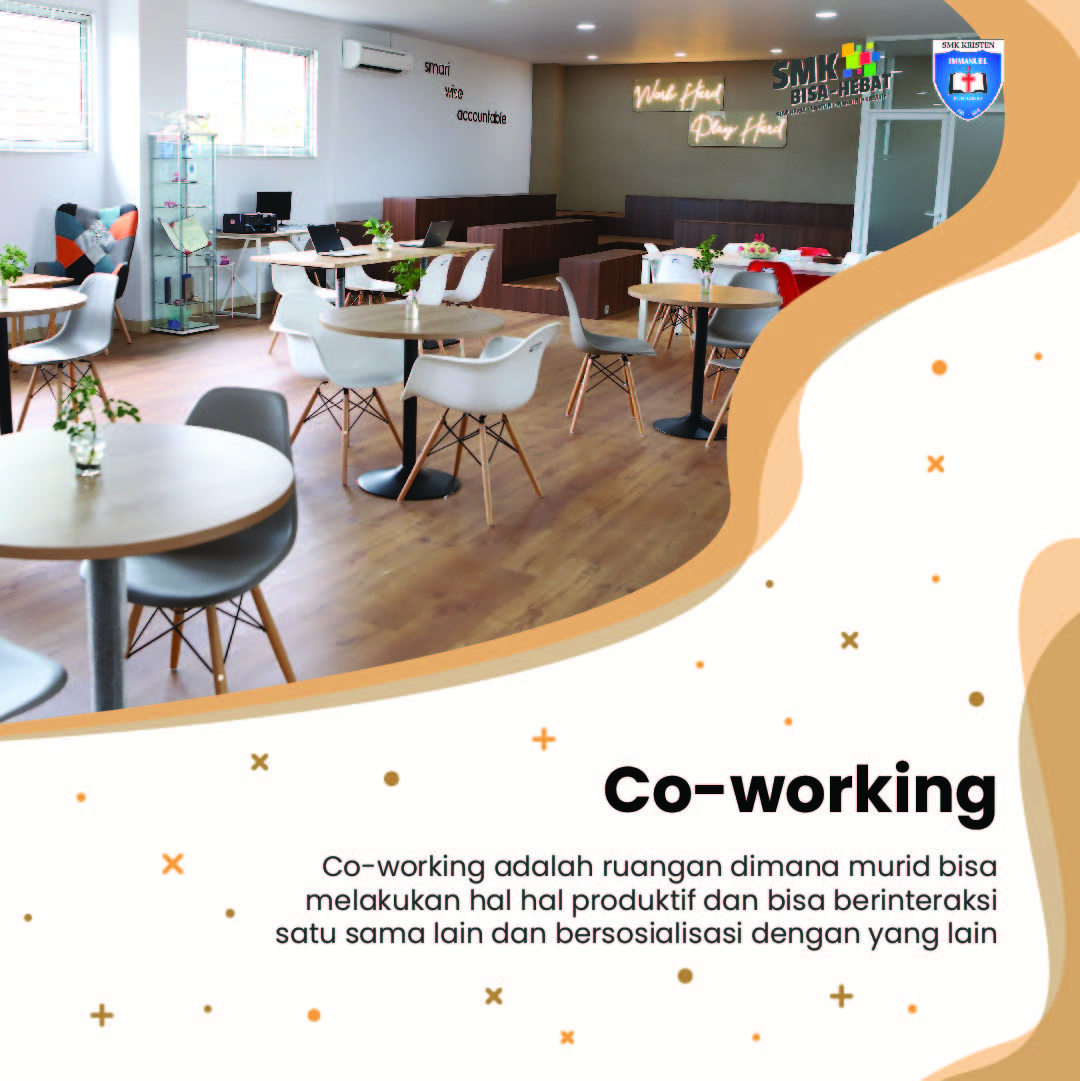 smart
wise
accountable
Work Hard
Play Hard
SMK
BISA-HEBAT
SMK KRISTEN
IMMANUEL
Co-working
Co-working adalah ruangan dimana murid bisa
melakukan hal hal produktif dan bisa berinteraksi
satu sama lain dan bersosialisasi dengan yang lain